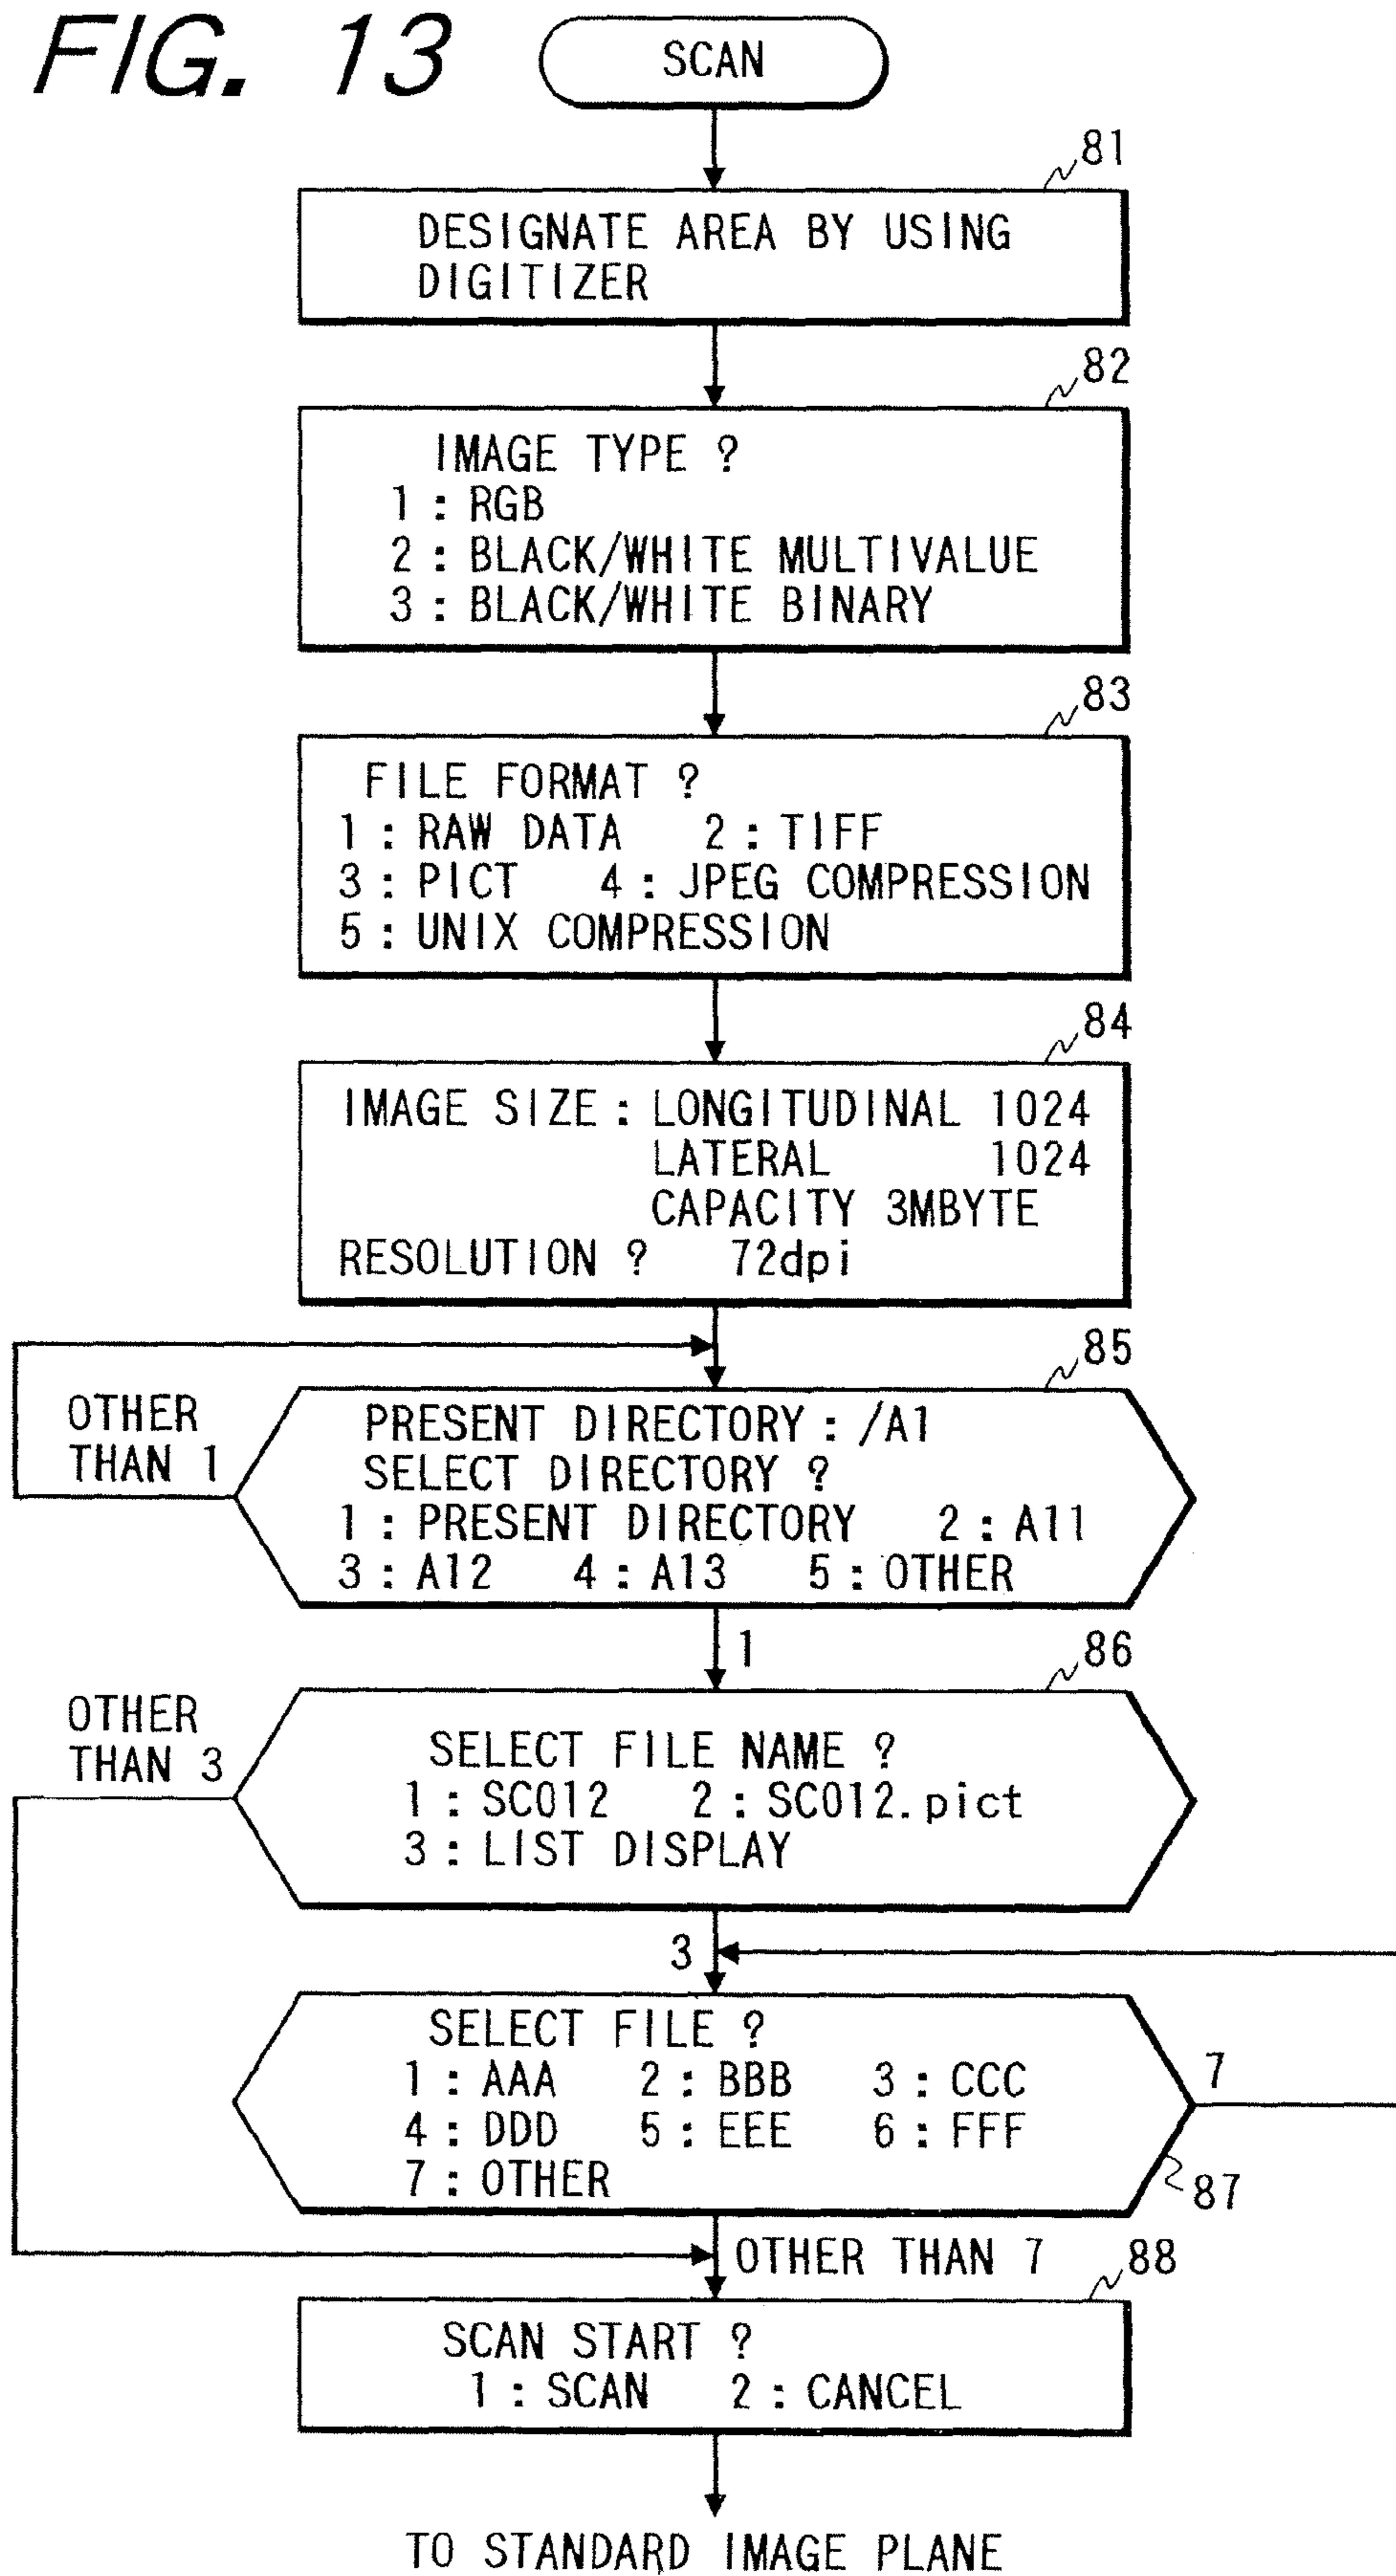 FIG. 13
SCAN
81
DESIGNATE AREA BY USING
DIGITIZER
82
IMAGE TYPE ?
1 : RGB
2 : BLACK/WHITE MULTIVALUE
3 : BLACK/WHITE BINARY
83
FILE FORMAT ?
1 : RAW DATA 2 : TIFF
3 : PICT 4 : JPEG COMPRESSION
5 : UNIX COMPRESSION
84
IMAGE SIZE : LONGITUDINAL 1024
LATERAL 1024
CAPACITY 3MBYTE
RESOLUTION ? 72dpi
85
OTHER
THAN 1
PRESENT DIRECTORY : /A1
SELECT DIRECTORY ?
1 : PRESENT DIRECTORY 2 : A11
3 : A12 4 : A13 5 : OTHER
1
86
OTHER
THAN 3
SELECT FILE NAME ?
1 : SC012 2 : SC012.pict
3 : LIST DISPLAY
3
SELECT FILE ?
1 : AAA 2 : BBB 3 : CCC
4 : DDD 5 : EEE 6 : FFF
7 : OTHER
7
87
OTHER THAN 7
88
SCAN START ?
1 : SCAN 2 : CANCEL
TO STANDARD IMAGE PLANE